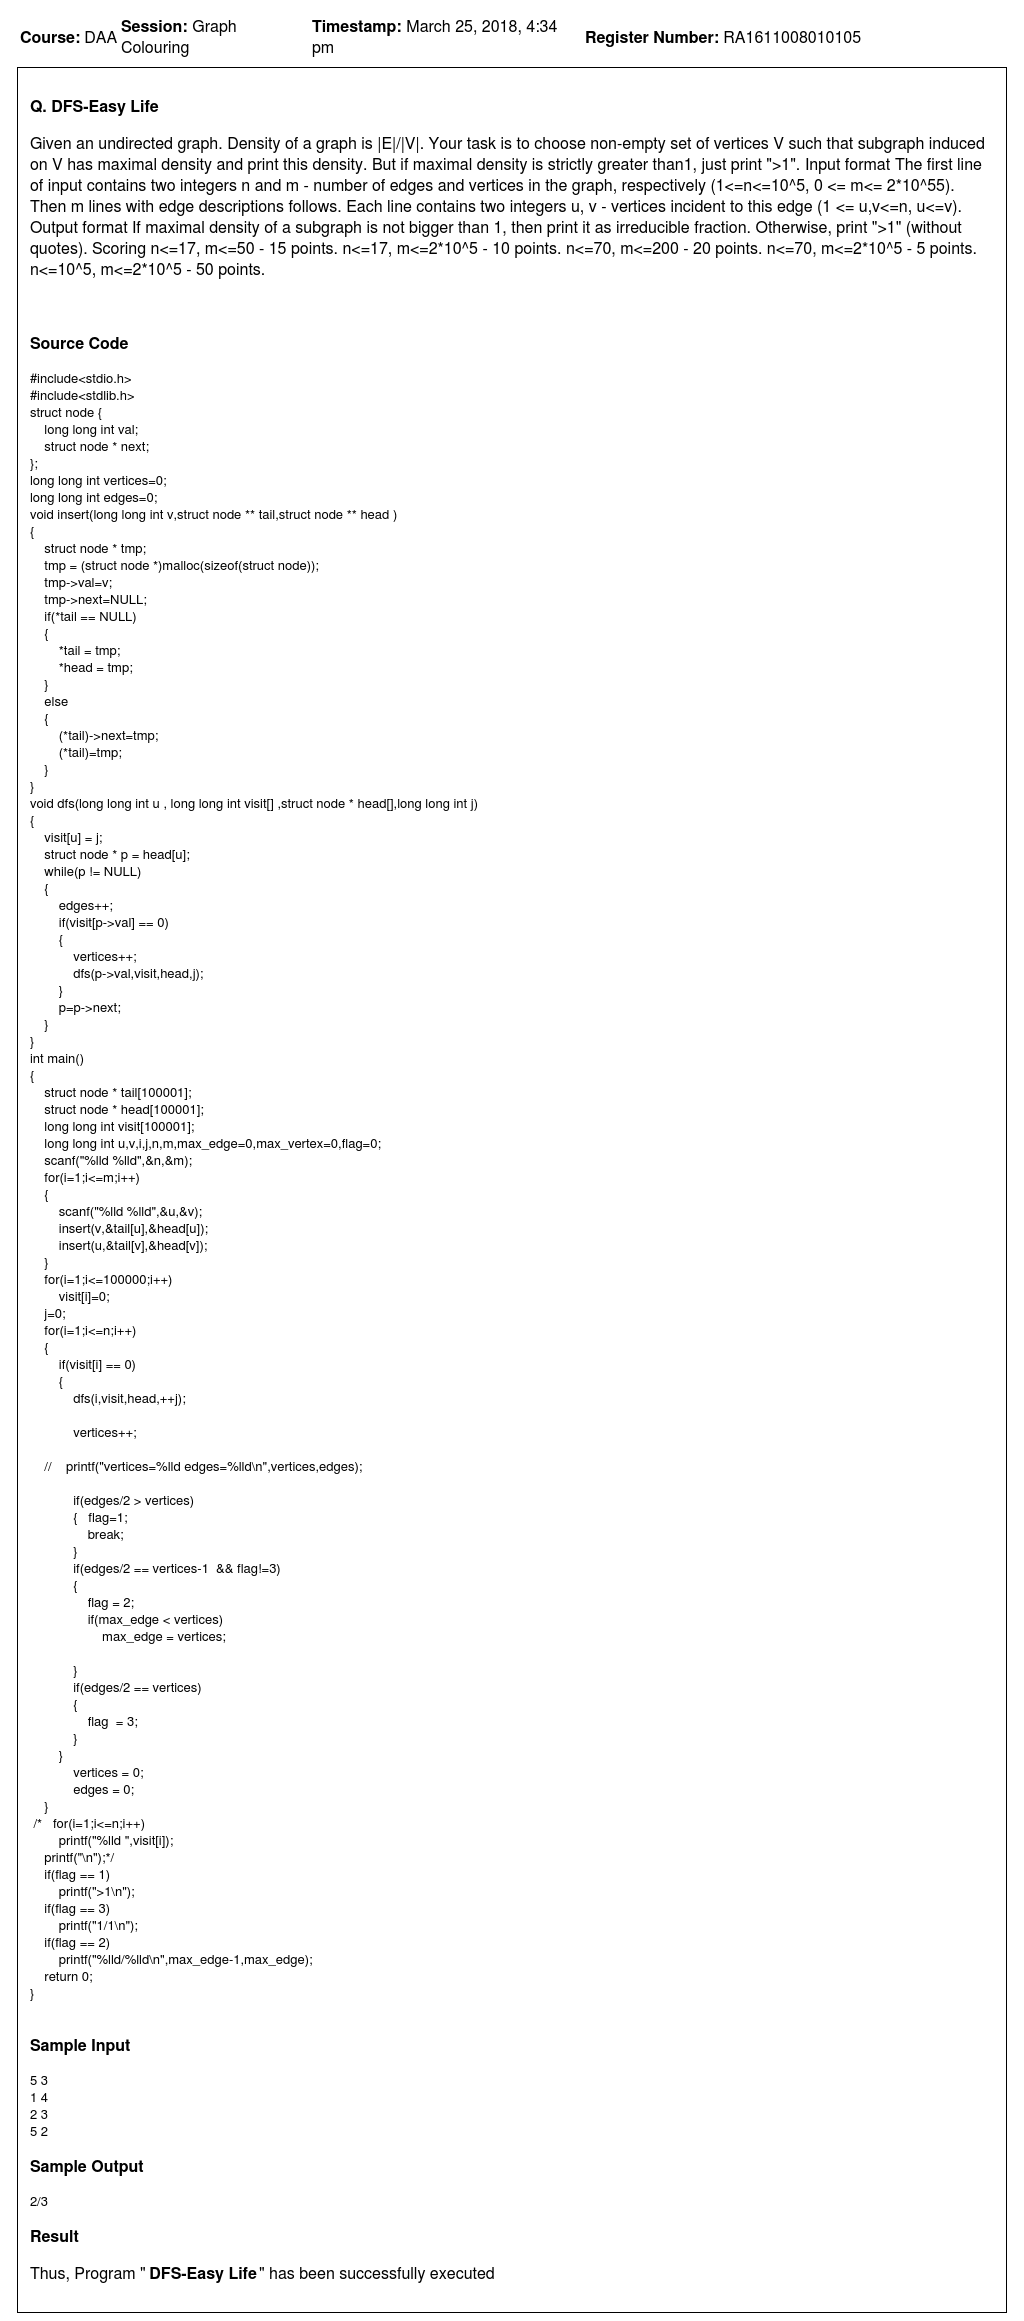 Course: DAA Session: Graph Colouring Timestamp: March 25, 2018, 4:34 pm Register Number: RA1611008010105
Q. DFS-Easy Life
Given an undirected graph. Density of a graph is |E|/|V|. Your task is to choose non-empty set of vertices V such that subgraph induced
on V has maximal density and print this density. But if maximal density is strictly greater than1, just print ">1". Input format The first line
of input contains two integers n and m - number of edges and vertices in the graph, respectively (1<=n<=10^5, 0 <= m<= 2*10^55).
Then m lines with edge descriptions follows. Each line contains two integers u, v - vertices incident to this edge (1 <= u,v<=n, u<=v).
Output format If maximal density of a subgraph is not bigger than 1, then print it as irreducible fraction. Otherwise, print ">1" (without
quotes). Scoring n<=17, m<=50 - 15 points. n<=17, m<=2*10^5 - 10 points. n<=70, m<=200 - 20 points. n<=70, m<=2*10^5 - 5 points.
n<=10^5, m<=2*10^5 - 50 points.
Source Code
#include<stdio.h>
#include<stdlib.h>
struct node {
    long long int val;
    struct node * next;
};
long long int vertices=0;
long long int edges=0;
void insert(long long int v,struct node ** tail,struct node ** head )
{
    struct node * tmp;
    tmp = (struct node *)malloc(sizeof(struct node));
    tmp->val=v;
    tmp->next=NULL;
    if(*tail == NULL)
    {
        *tail = tmp;
        *head = tmp;
    }
    else
    {
        (*tail)->next=tmp;
        (*tail)=tmp;
    }
}
void dfs(long long int u , long long int visit[] ,struct node * head[],long long int j)
{
    visit[u] = j;
    struct node * p = head[u];
    while(p != NULL)
    {
        edges++;
        if(visit[p->val] == 0)
        {
            vertices++;
            dfs(p->val,visit,head,j);
        }
        p=p->next;
    }
}
int main()
{
    struct node * tail[100001];
    struct node * head[100001];
    long long int visit[100001];
    long long int u,v,i,j,n,m,max_edge=0,max_vertex=0,flag=0;
    scanf("%lld %lld",&n,&m);
    for(i=1;i<=m;i++)
    {
        scanf("%lld %lld",&u,&v);
        insert(v,&tail[u],&head[u]);
        insert(u,&tail[v],&head[v]);
    }
    for(i=1;i<=100000;i++)
        visit[i]=0;
    j=0;
    for(i=1;i<=n;i++)
    {
        if(visit[i] == 0)
        {
            dfs(i,visit,head,++j);
            vertices++;
    //    printf("vertices=%lld edges=%lld\n",vertices,edges);
            if(edges/2 > vertices)
            {   flag=1;
                break;
            }
            if(edges/2 == vertices-1  && flag!=3)
            {
                flag = 2;
                if(max_edge < vertices)
                    max_edge = vertices;
            }
            if(edges/2 == vertices)
            {
                flag  = 3;
            }
        }
            vertices = 0;
            edges = 0;
    }
 /*   for(i=1;i<=n;i++)
        printf("%lld ",visit[i]);
    printf("\n");*/
    if(flag == 1)
        printf(">1\n");
    if(flag == 3)
        printf("1/1\n");
    if(flag == 2)
        printf("%lld/%lld\n",max_edge-1,max_edge);
    return 0;
}
Sample Input
5 3
1 4
2 3
5 2
Sample Output
2/3
Result
Thus, Program " DFS-Easy Life " has been successfully executed